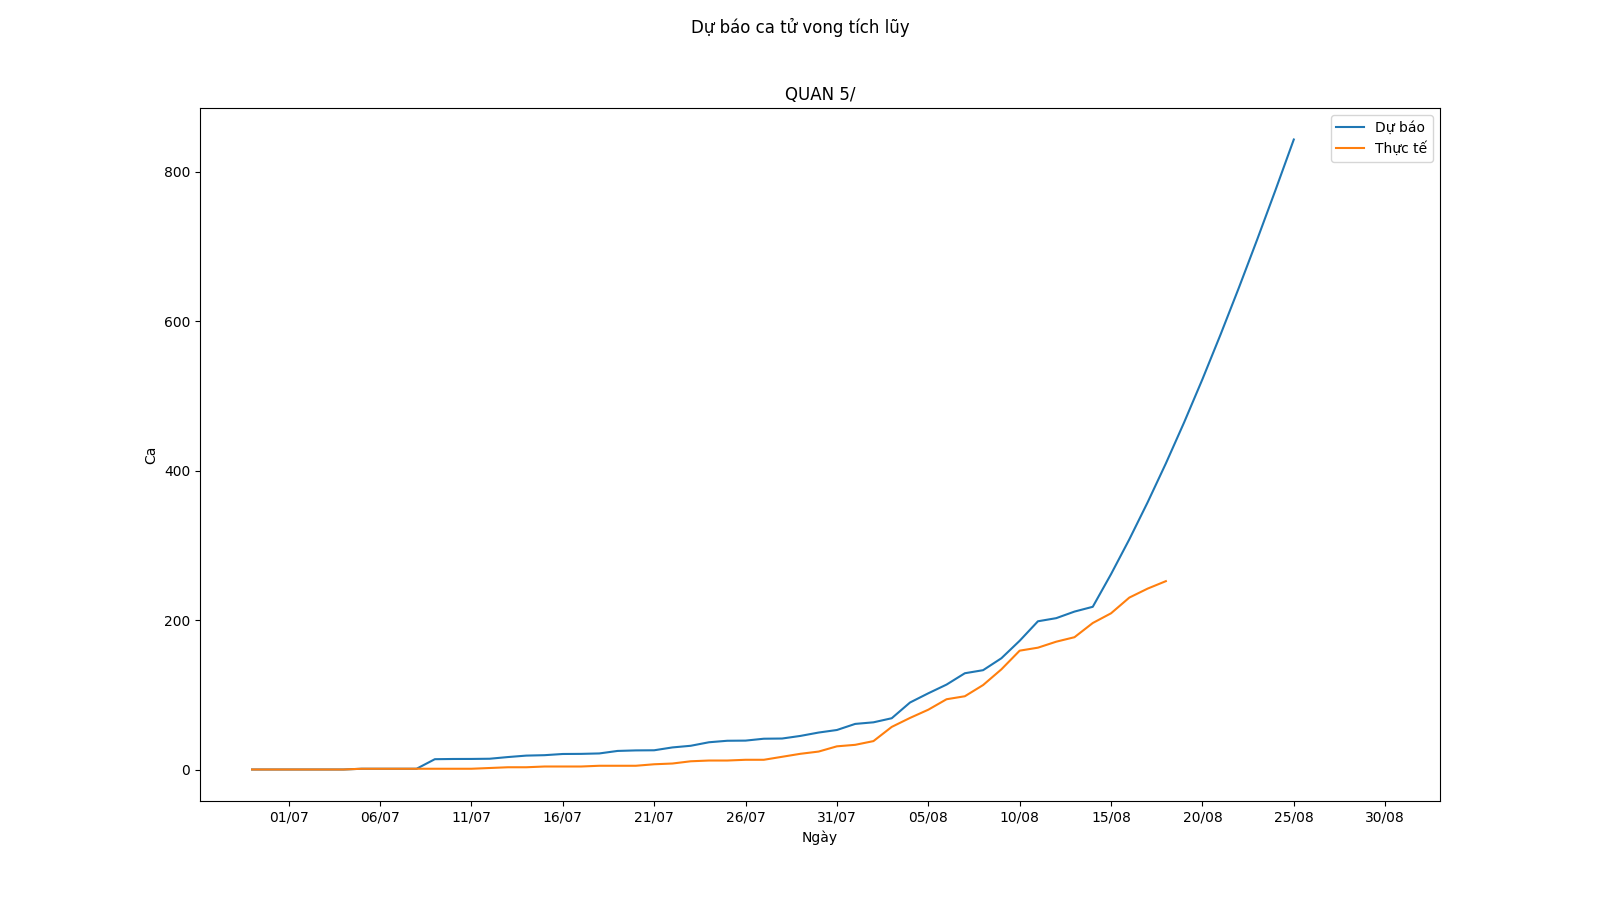 Dự báo ca tử vong tích lũy
QUAN 5/
Dự báo
Thực tế
800
600
400
200
0
Ca
01/07 06/07 11/07 16/07 21/07 26/07 31/07 05/08 10/08 15/08 20/08 25/08 30/08
Ngày